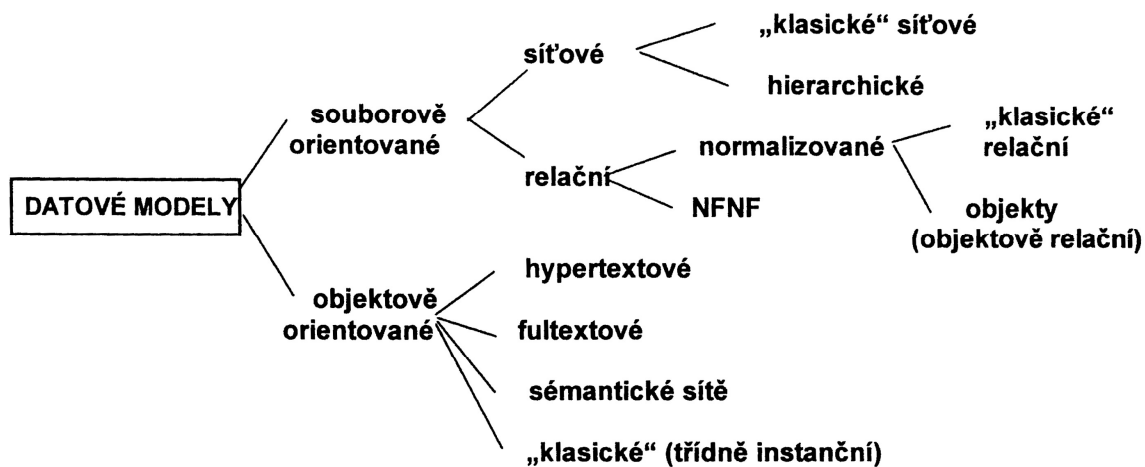 „klasické“ síťové
síťové
hierarchické
souborově
orientované
„klasické“
relační
normalizované
relační
NFNF
objekty
(objektově relační)
DATOVÉ MODELY
hypertextové
objektově
orientované
fultextové
sémantické sítě
„klasické“ (třídně instanční)